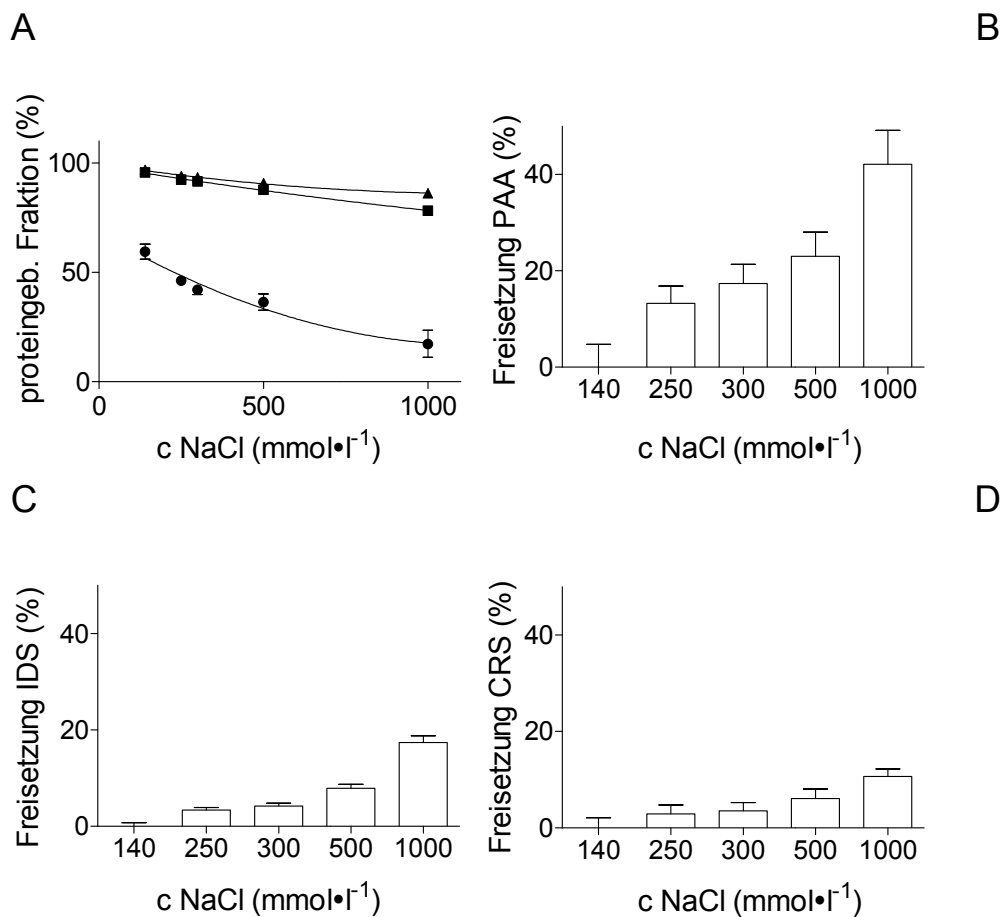 A
B
proteingeb. Fraktion (%)
100
50
0
0
500
1000
c NaCl (mmol•l⁻¹)
Freisetzung PAA (%)
40
20
0
140 250 300 500 1000
c NaCl (mmol•l⁻¹)
C
D
Freisetzung IDS (%)
40
20
0
140 250 300 500 1000
c NaCl (mmol•l⁻¹)
Freisetzung CRS (%)
40
20
0
140 250 300 500 1000
c NaCl (mmol•l⁻¹)